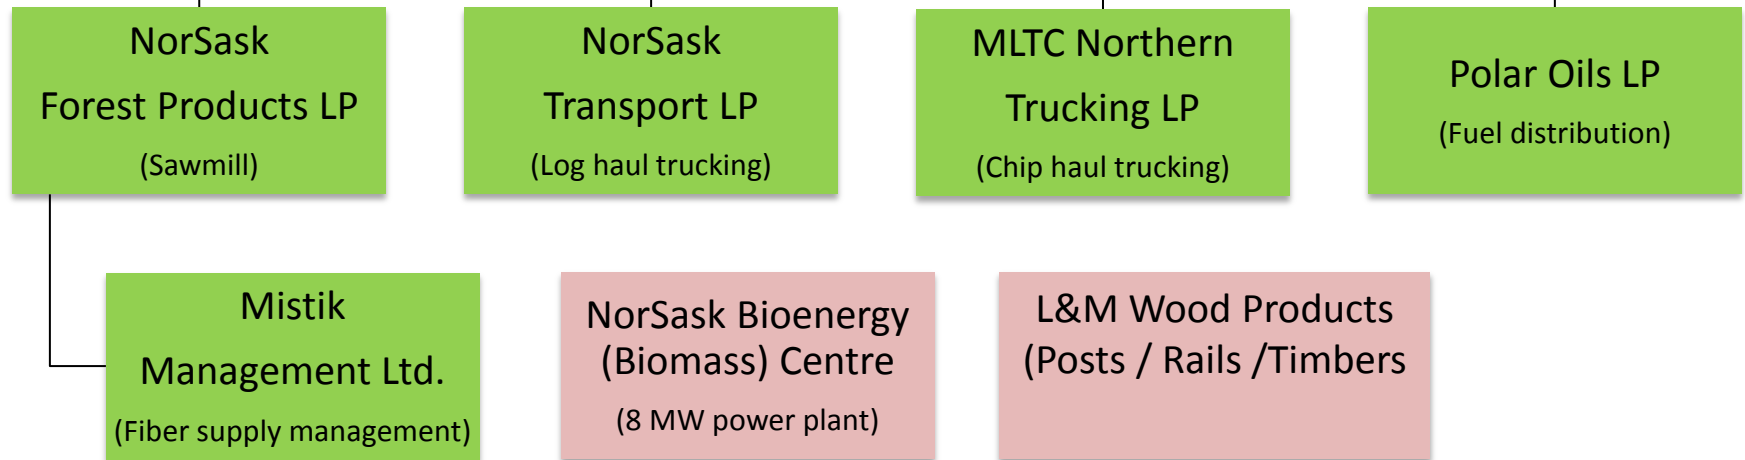 NorSask
Forest Products LP
(Sawmill)
NorSask
Transport LP
(Log haul trucking)
MLTC Northern
Trucking LP
(Chip haul trucking)
Polar Oils LP
(Fuel distribution)
Mistik
Management Ltd.
(Fiber supply management)
NorSask Bioenergy
(Biomass) Centre
(8 MW power plant)
L&M Wood Products
(Posts / Rails /Timbers